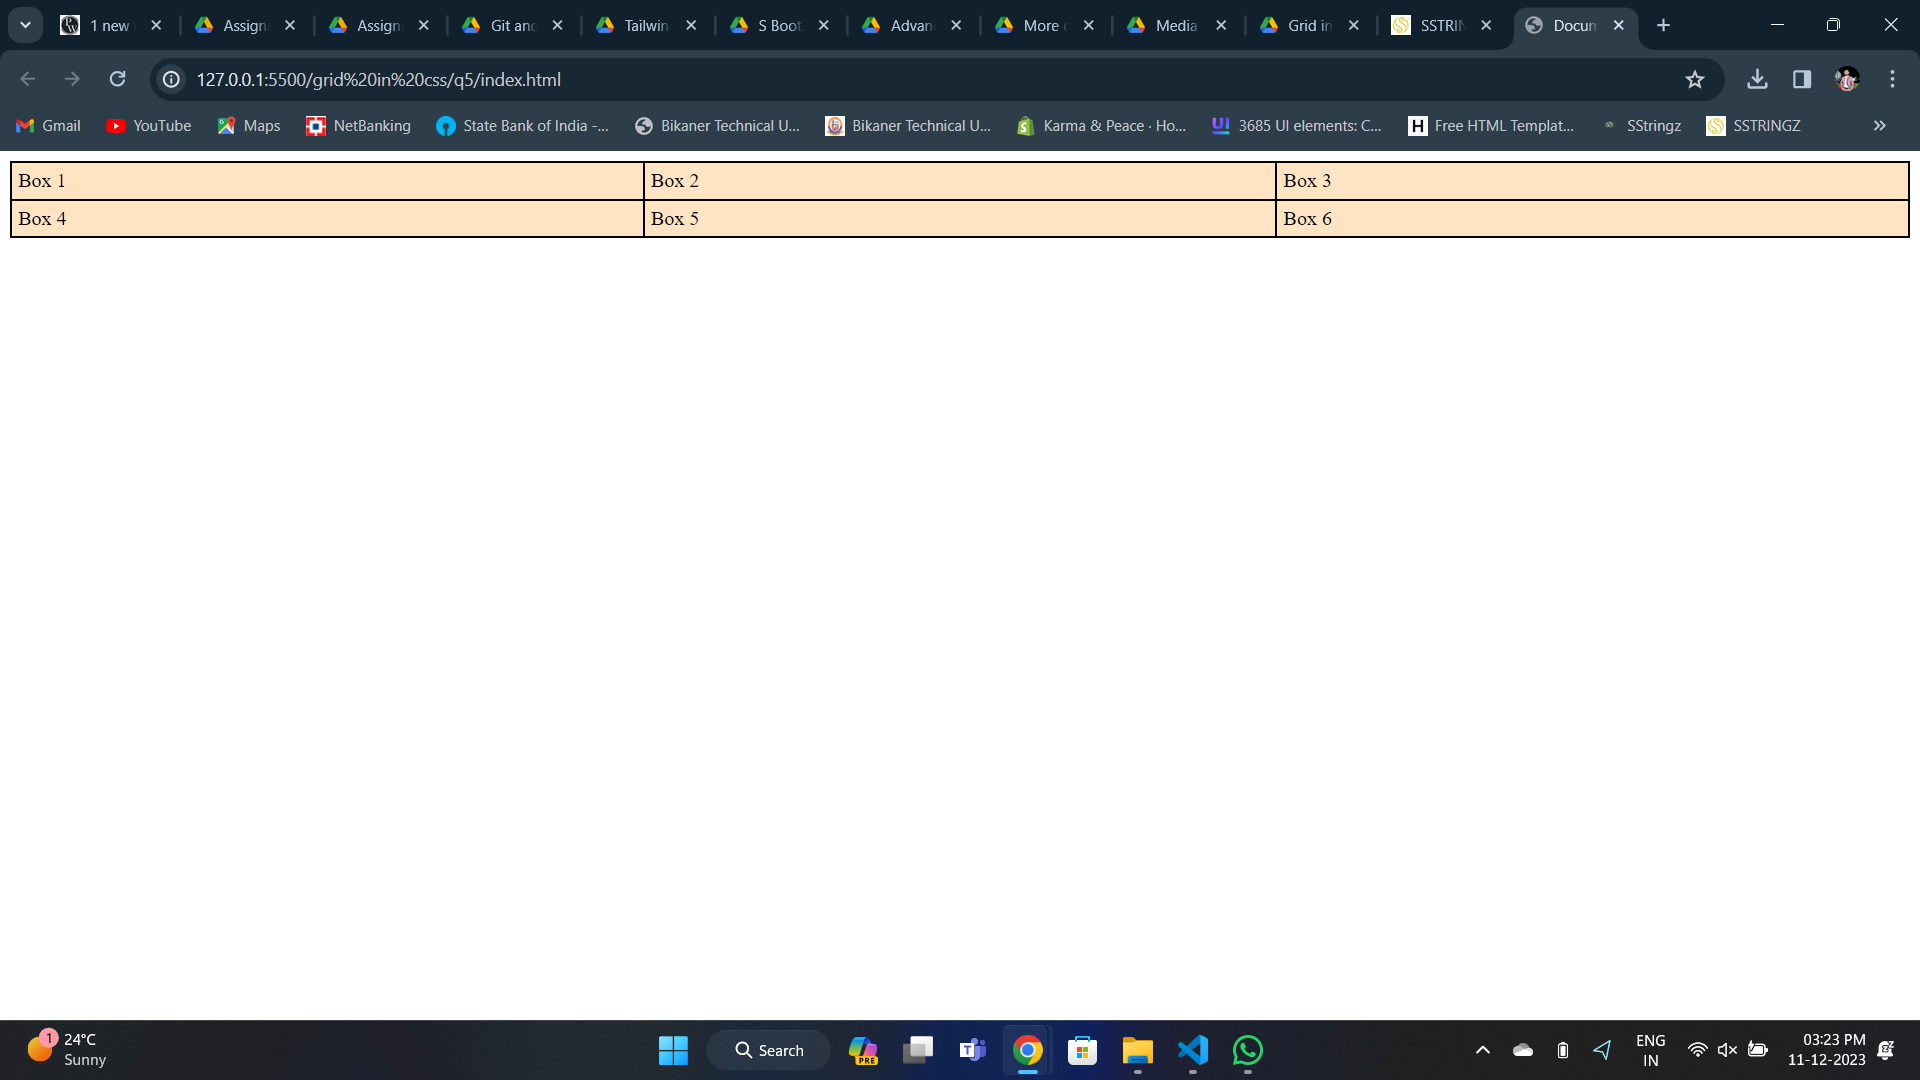 1 new
Assign
Assign
Git and
Tailwin
S Boot
Advan
More
Media
Grid in
SSTRIN
Docum
127.0.0.1:5500/grid%20in%20css/q5/index.html
Gmail
YouTube
Maps
NetBanking
State Bank of India -...
Bikaner Technical U...
Bikaner Technical U...
Karma & Peace · Ho...
3685 UI elements: C...
Free HTML Templat...
SStringz
SSTRINGZ
Box 1
Box 2
Box 3
Box 4
Box 5
Box 6
1
24°C
Sunny
Search
PRE
ENG
IN
03:23 PM
11-12-2023